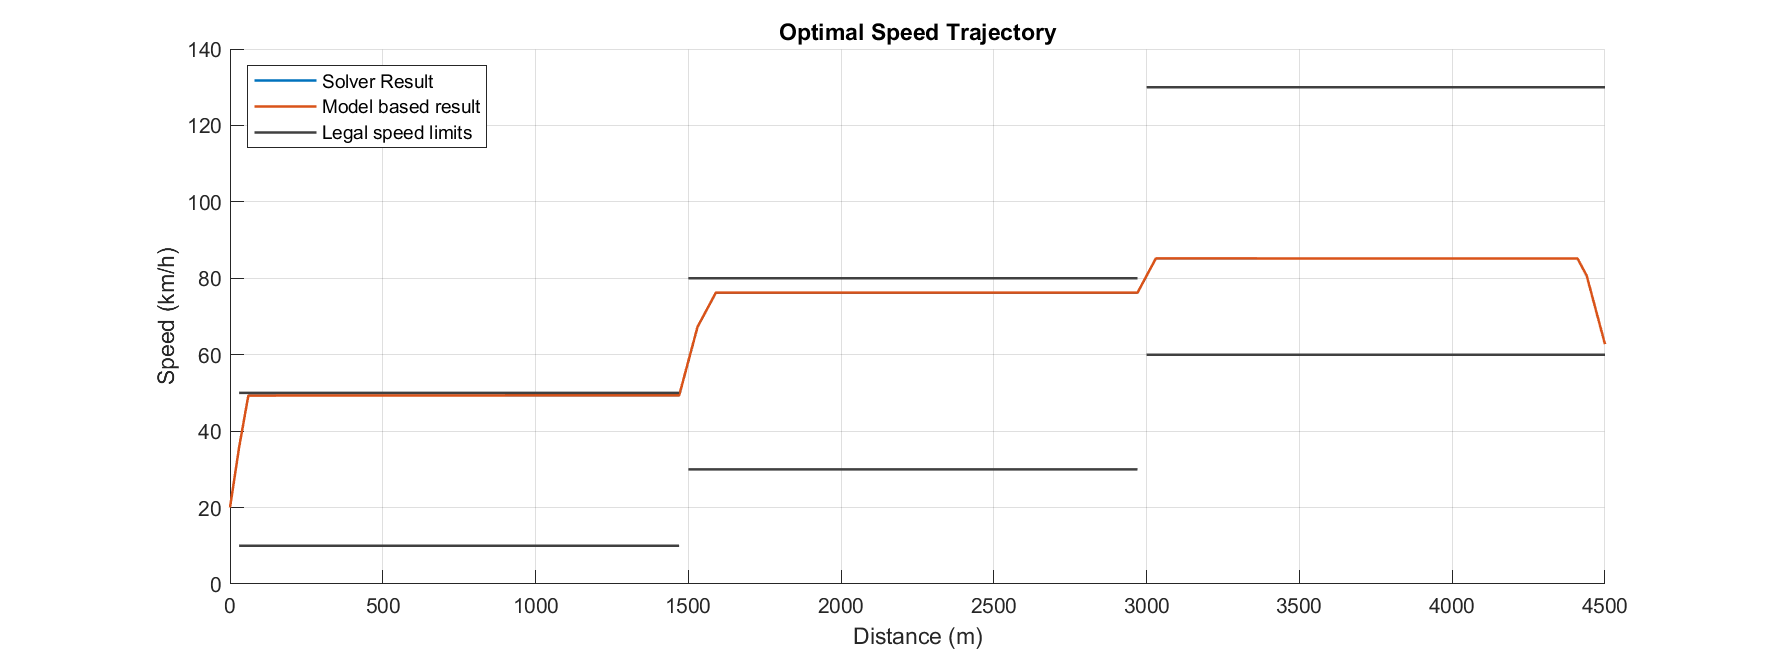 Optimal Speed Trajectory
140
120
100
80
60
40
20
0
Speed (km/h)
Solver Result
Model based result
Legal speed limits
0 500 1000 1500 2000 2500 3000 3500 4000 4500
Distance (m)